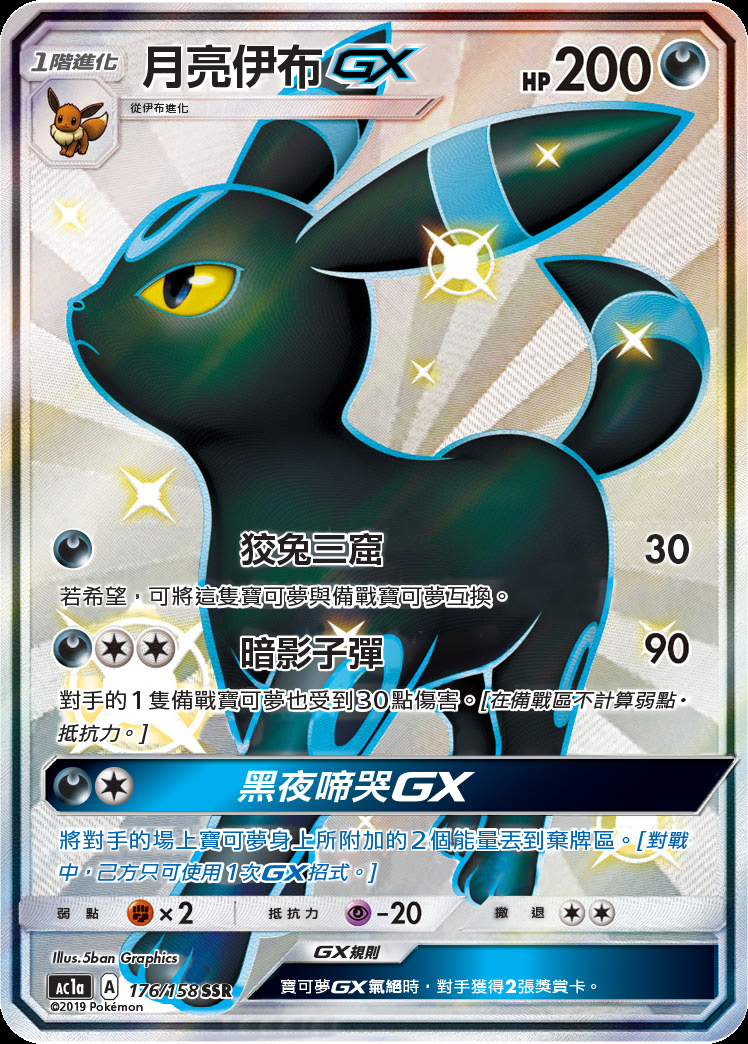 1階進化 月亮伊布GX HP200
從伊布進化
狡兔三窟 30
若希望，可將這隻寶可夢與備戰寶可夢互換。
暗影子彈 90
對手的1隻備戰寶可夢也受到30點傷害。[在備戰區不計算弱點・
抵抗力。]
黑夜啼哭GX
將對手的場上寶可夢身上所附加的2個能量丟到棄牌區。[對戰
中，己方只可使用1次GX招式。]
弱點 ×2 抵抗力 -20 撤退
Illus.5ban Graphics
GX規則
AC1a A 176/158 SSR
寶可夢GX氣絕時，對手獲得2張獎賞卡。
©2019 Pokémon